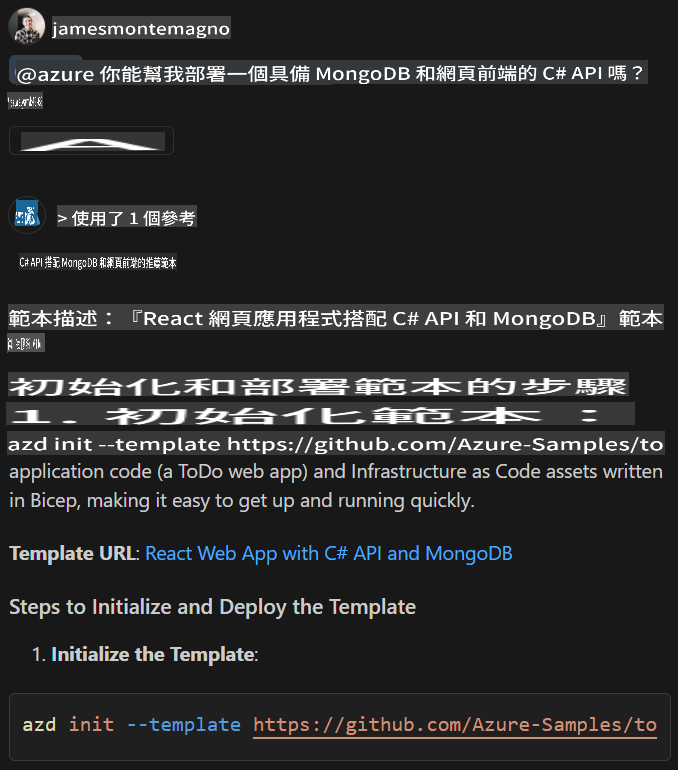 jamesmontemagno
@azure 你能幫我部署一個具備 MongoDB 和網頁前端的 C# API 嗎？
> 使用了 1 個參考
C# API 搭配 MongoDB 和網頁前端的推薦範本
範本描述：『React 網頁應用程式搭配 C# API 和 MongoDB』範本
初始化和部署範本的步驟
1. 初始化範本：
azd init --template https://github.com/Azure-Samples/to
application code (a ToDo web app) and Infrastructure as Code assets written
in Bicep, making it easy to get up and running quickly.
Template URL: React Web App with C# API and MongoDB
Steps to Initialize and Deploy the Template
1. Initialize the Template:
azd init --template https://github.com/Azure-Samples/to